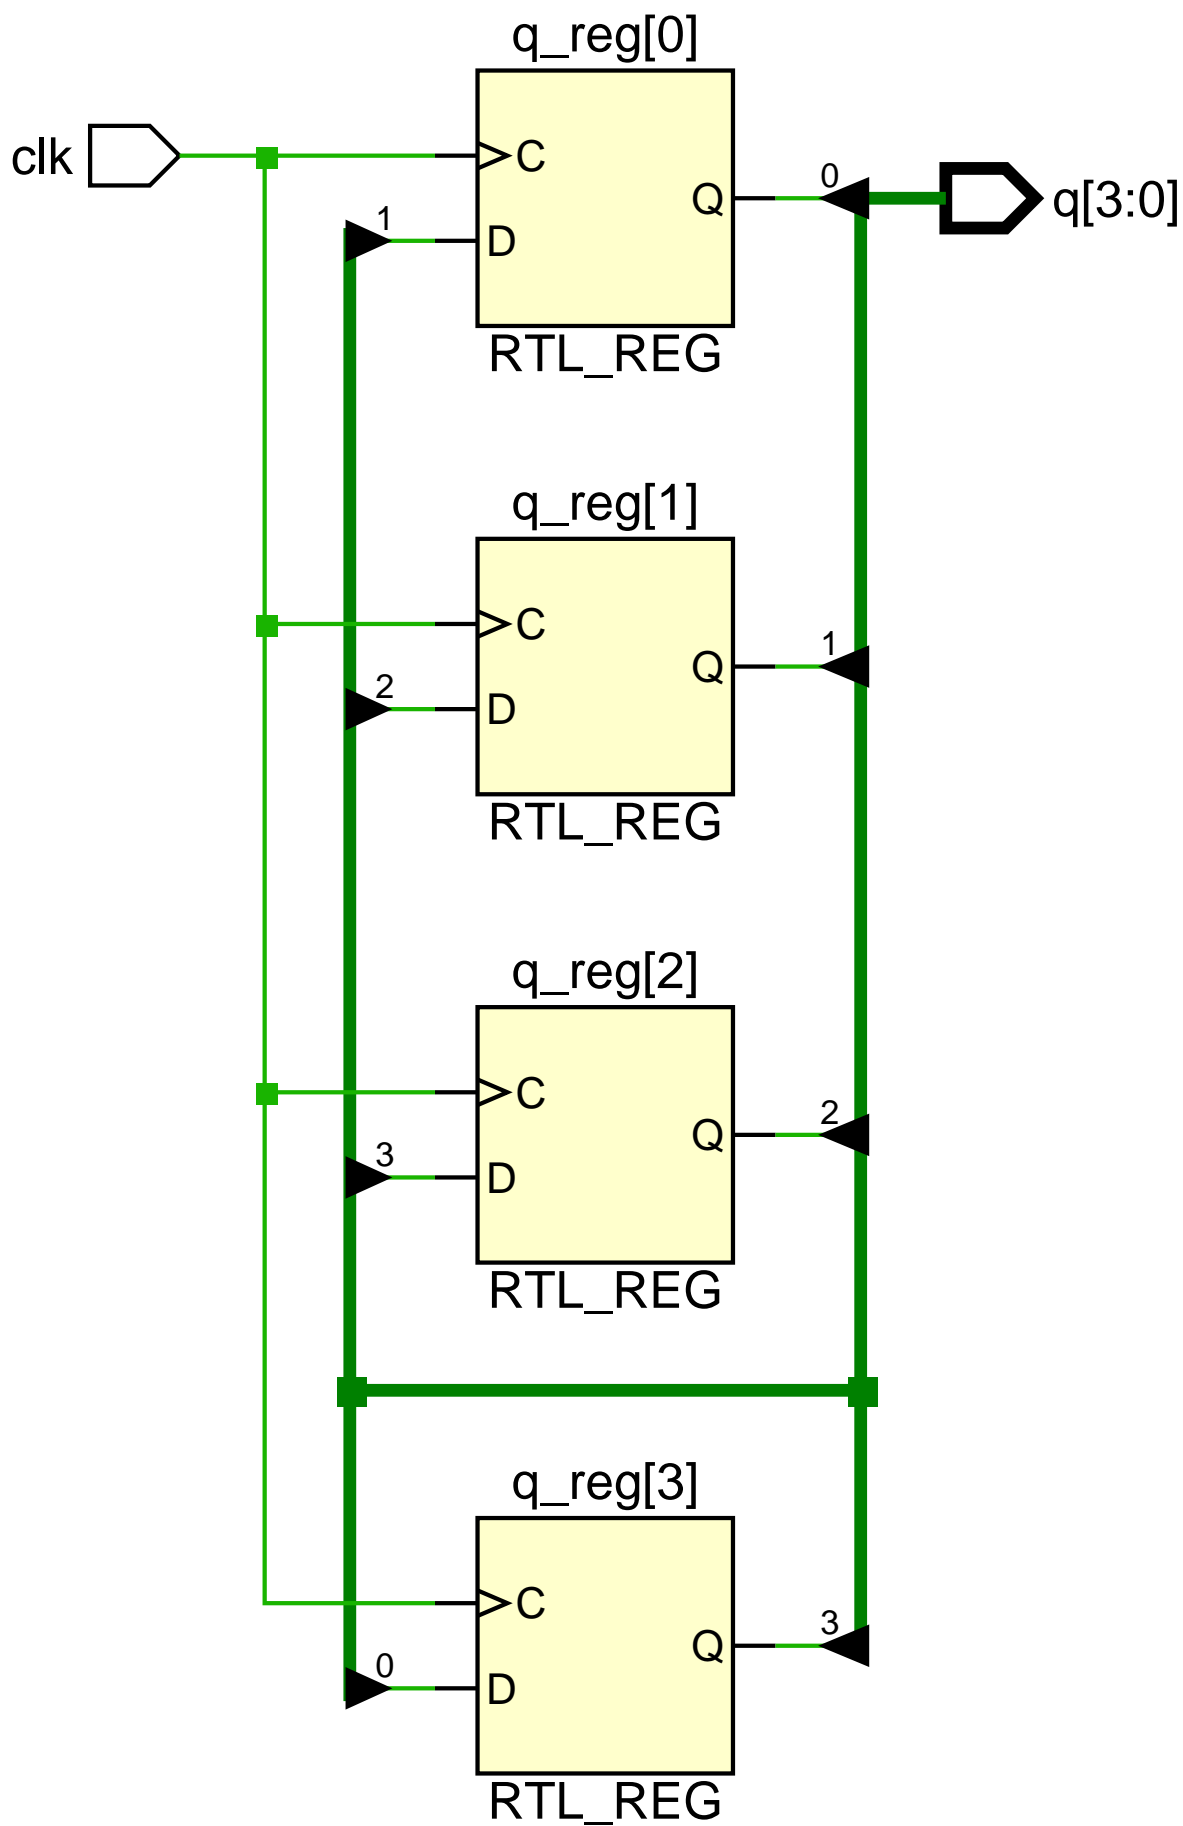 q_reg[0]
clk
C
0
Q
q[3:0]
1
D
RTL_REG
q_reg[1]
C
1
Q
2
D
RTL_REG
q_reg[2]
C
2
Q
3
D
RTL_REG
q_reg[3]
C
3
Q
0
D
RTL_REG